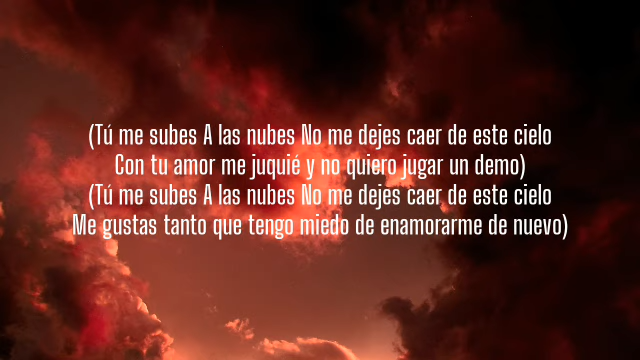 (Tú me subes A las nubes No me dejes caer de este cielo
Con tu amor me juquié y no quiero jugar un demo)
(Tú me subes A las nubes No me dejes caer de este cielo
Me gustas tanto que tengo miedo de enamorarme de nuevo)